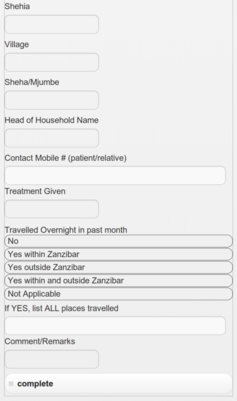 Shehia
Village
Sheha/Mjumbe
Head of Household Name
Contact Mobile # (patient/relative)
Treatment Given
Travelled Overnight in past month
No
Yes within Zanzibar
Yes outside Zanzibar
Yes within and outside Zanzibar
Not Applicable
If YES, list ALL places travelled
Comment/Remarks
complete